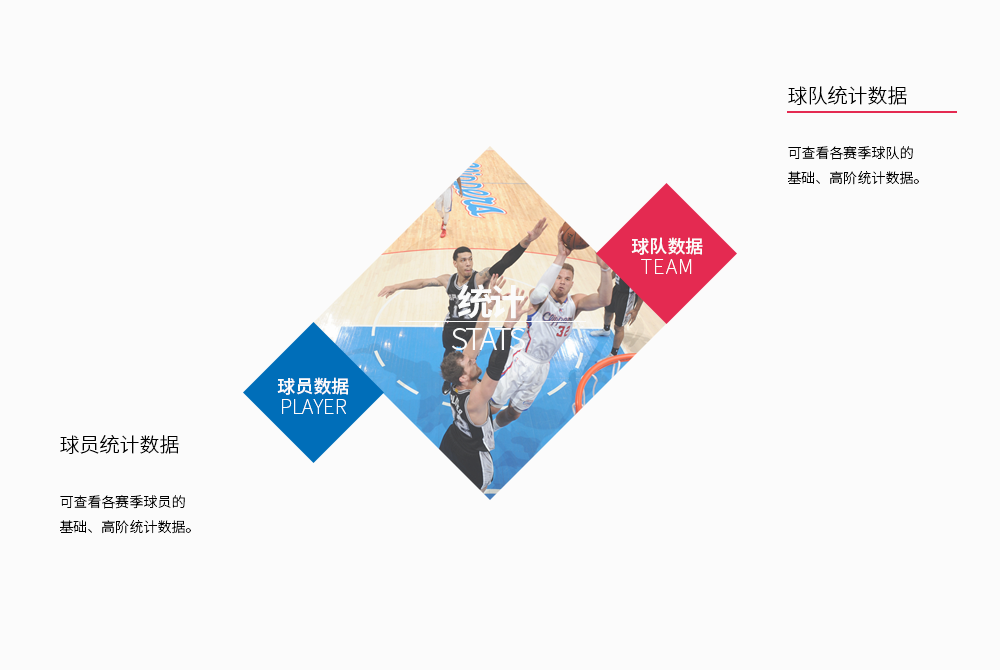 球队统计数据
可查看各赛季球队的
基础、高阶统计数据。
球队数据
TEAM
统计
STATS
球员数据
PLAYER
球员统计数据
可查看各赛季球员的
基础、高阶统计数据。